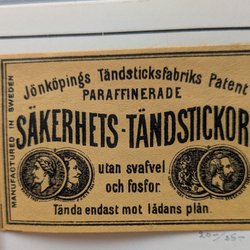 Jönköpings Tändsticksfabriks Patent
PARAFFINERADE
SÄKERHETS-TÄNDSTICKOR
utan svafvel
och fosfor.
Tända endast mot lådans plån.
MANUFACTURED IN SWEDEN